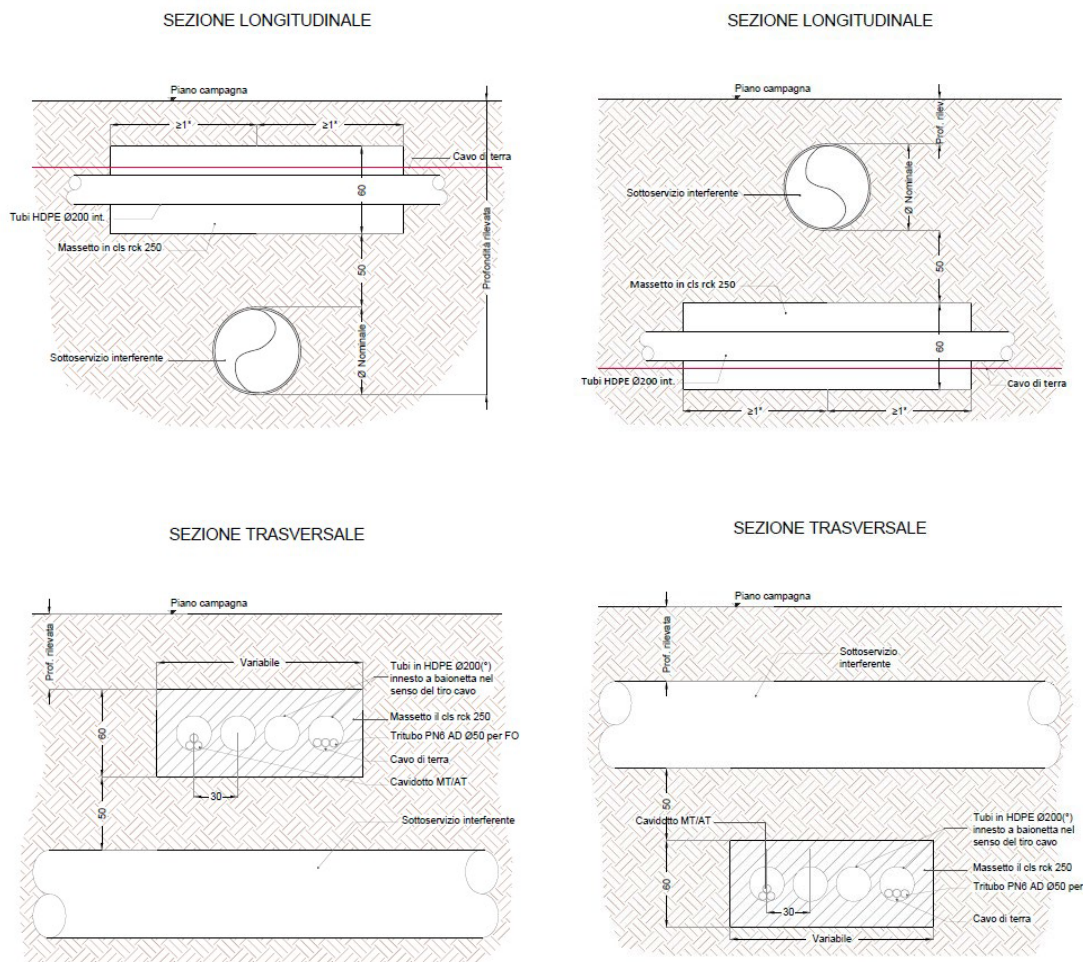 SEZIONE LONGITUDINALE
Piano campagna
≥1*
≥1*
Cavo di terra
60
Tubi HDPE Ø200 int.
Massetto in cls rck 250
50
Profondità rilevata
Sottoservizio interferente
Ø Nominale
SEZIONE LONGITUDINALE
Piano campagna
Prof. rilev.
Sottoservizio interferente
Ø Nominale
50
Massetto in cls rck 250
60
Tubi HDPE Ø200 int.
Cavo di terra
≥1*
≥1*
SEZIONE TRASVERSALE
Piano campagna
Prof. rilevata
Variabile
Tubi in HDPE Ø200(*)
innesto a baionetta nel
senso del tiro cavo
Massetto il cls rck 250
Tritubo PN6 AD Ø50 per FO
60
Cavo di terra
Cavidotto MT/AT
30
50
Sottoservizio interferente
SEZIONE TRASVERSALE
Piano campagna
Prof. rilevata
Sottoservizio
interferente
50
Cavidotto MT/AT
Tubi in HDPE Ø200(*)
innesto a baionetta nel
senso del tiro cavo
Massetto il cls rck 250
60
Tritubo PN6 AD Ø50 per
30
Cavo di terra
Variabile